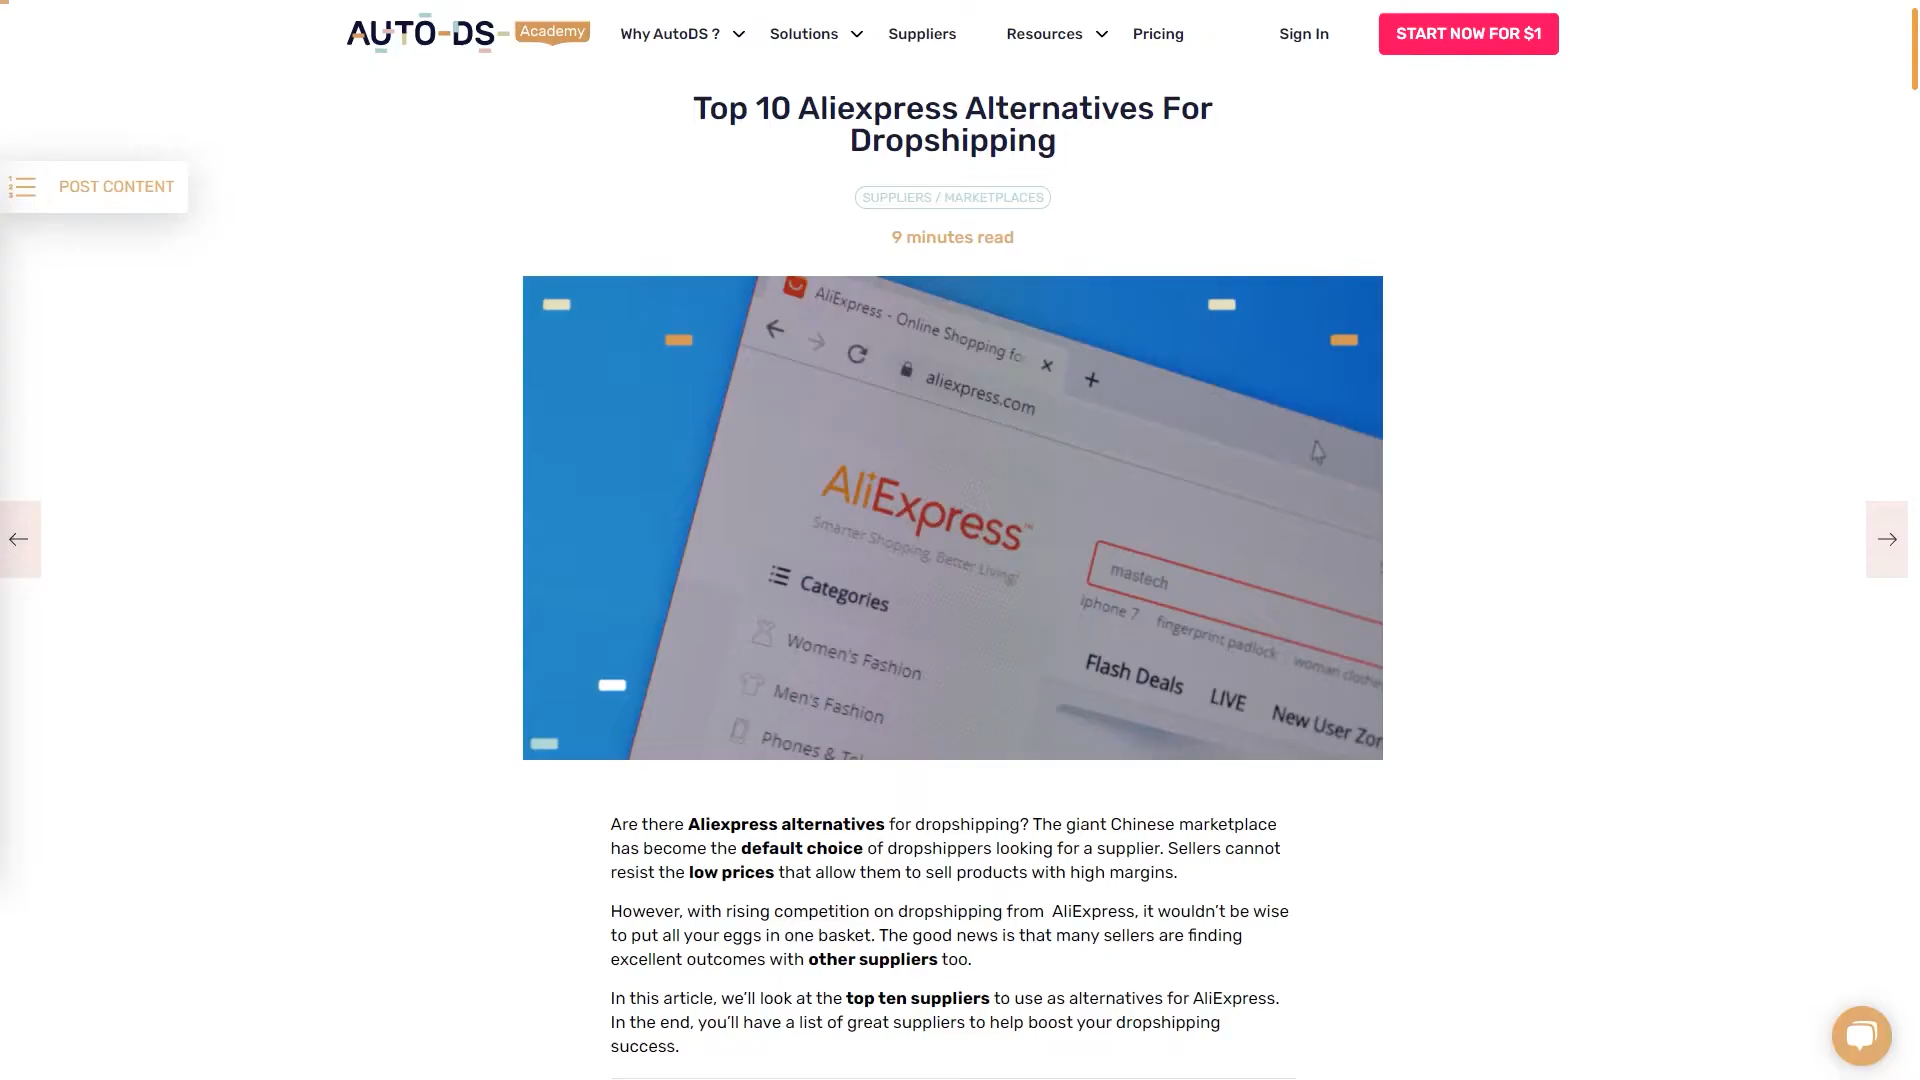 AUTO-DS- Academy
Why AutoDS ?
Solutions
Suppliers
Resources
Pricing
Sign In
START NOW FOR $1
Top 10 Aliexpress Alternatives For
Dropshipping
POST CONTENT
SUPPLIERS / MARKETPLACES
9 minutes read
AliExpress - Online Shopping fo
aliexpress.com
AliExpress™
Smarter Shopping, Better Living!
mastech
iphone 7 fingerprint padlock woman clothe
Categories
Women's Fashion
Men's Fashion
Phones & Tel
Flash Deals LIVE New User Zon
Are there Aliexpress alternatives for dropshipping? The giant Chinese marketplace
has become the default choice of dropshippers looking for a supplier. Sellers cannot
resist the low prices that allow them to sell products with high margins.
However, with rising competition on dropshipping from AliExpress, it wouldn't be wise
to put all your eggs in one basket. The good news is that many sellers are finding
excellent outcomes with other suppliers too.
In this article, we'll look at the top ten suppliers to use as alternatives for AliExpress.
In the end, you'll have a list of great suppliers to help boost your dropshipping
success.